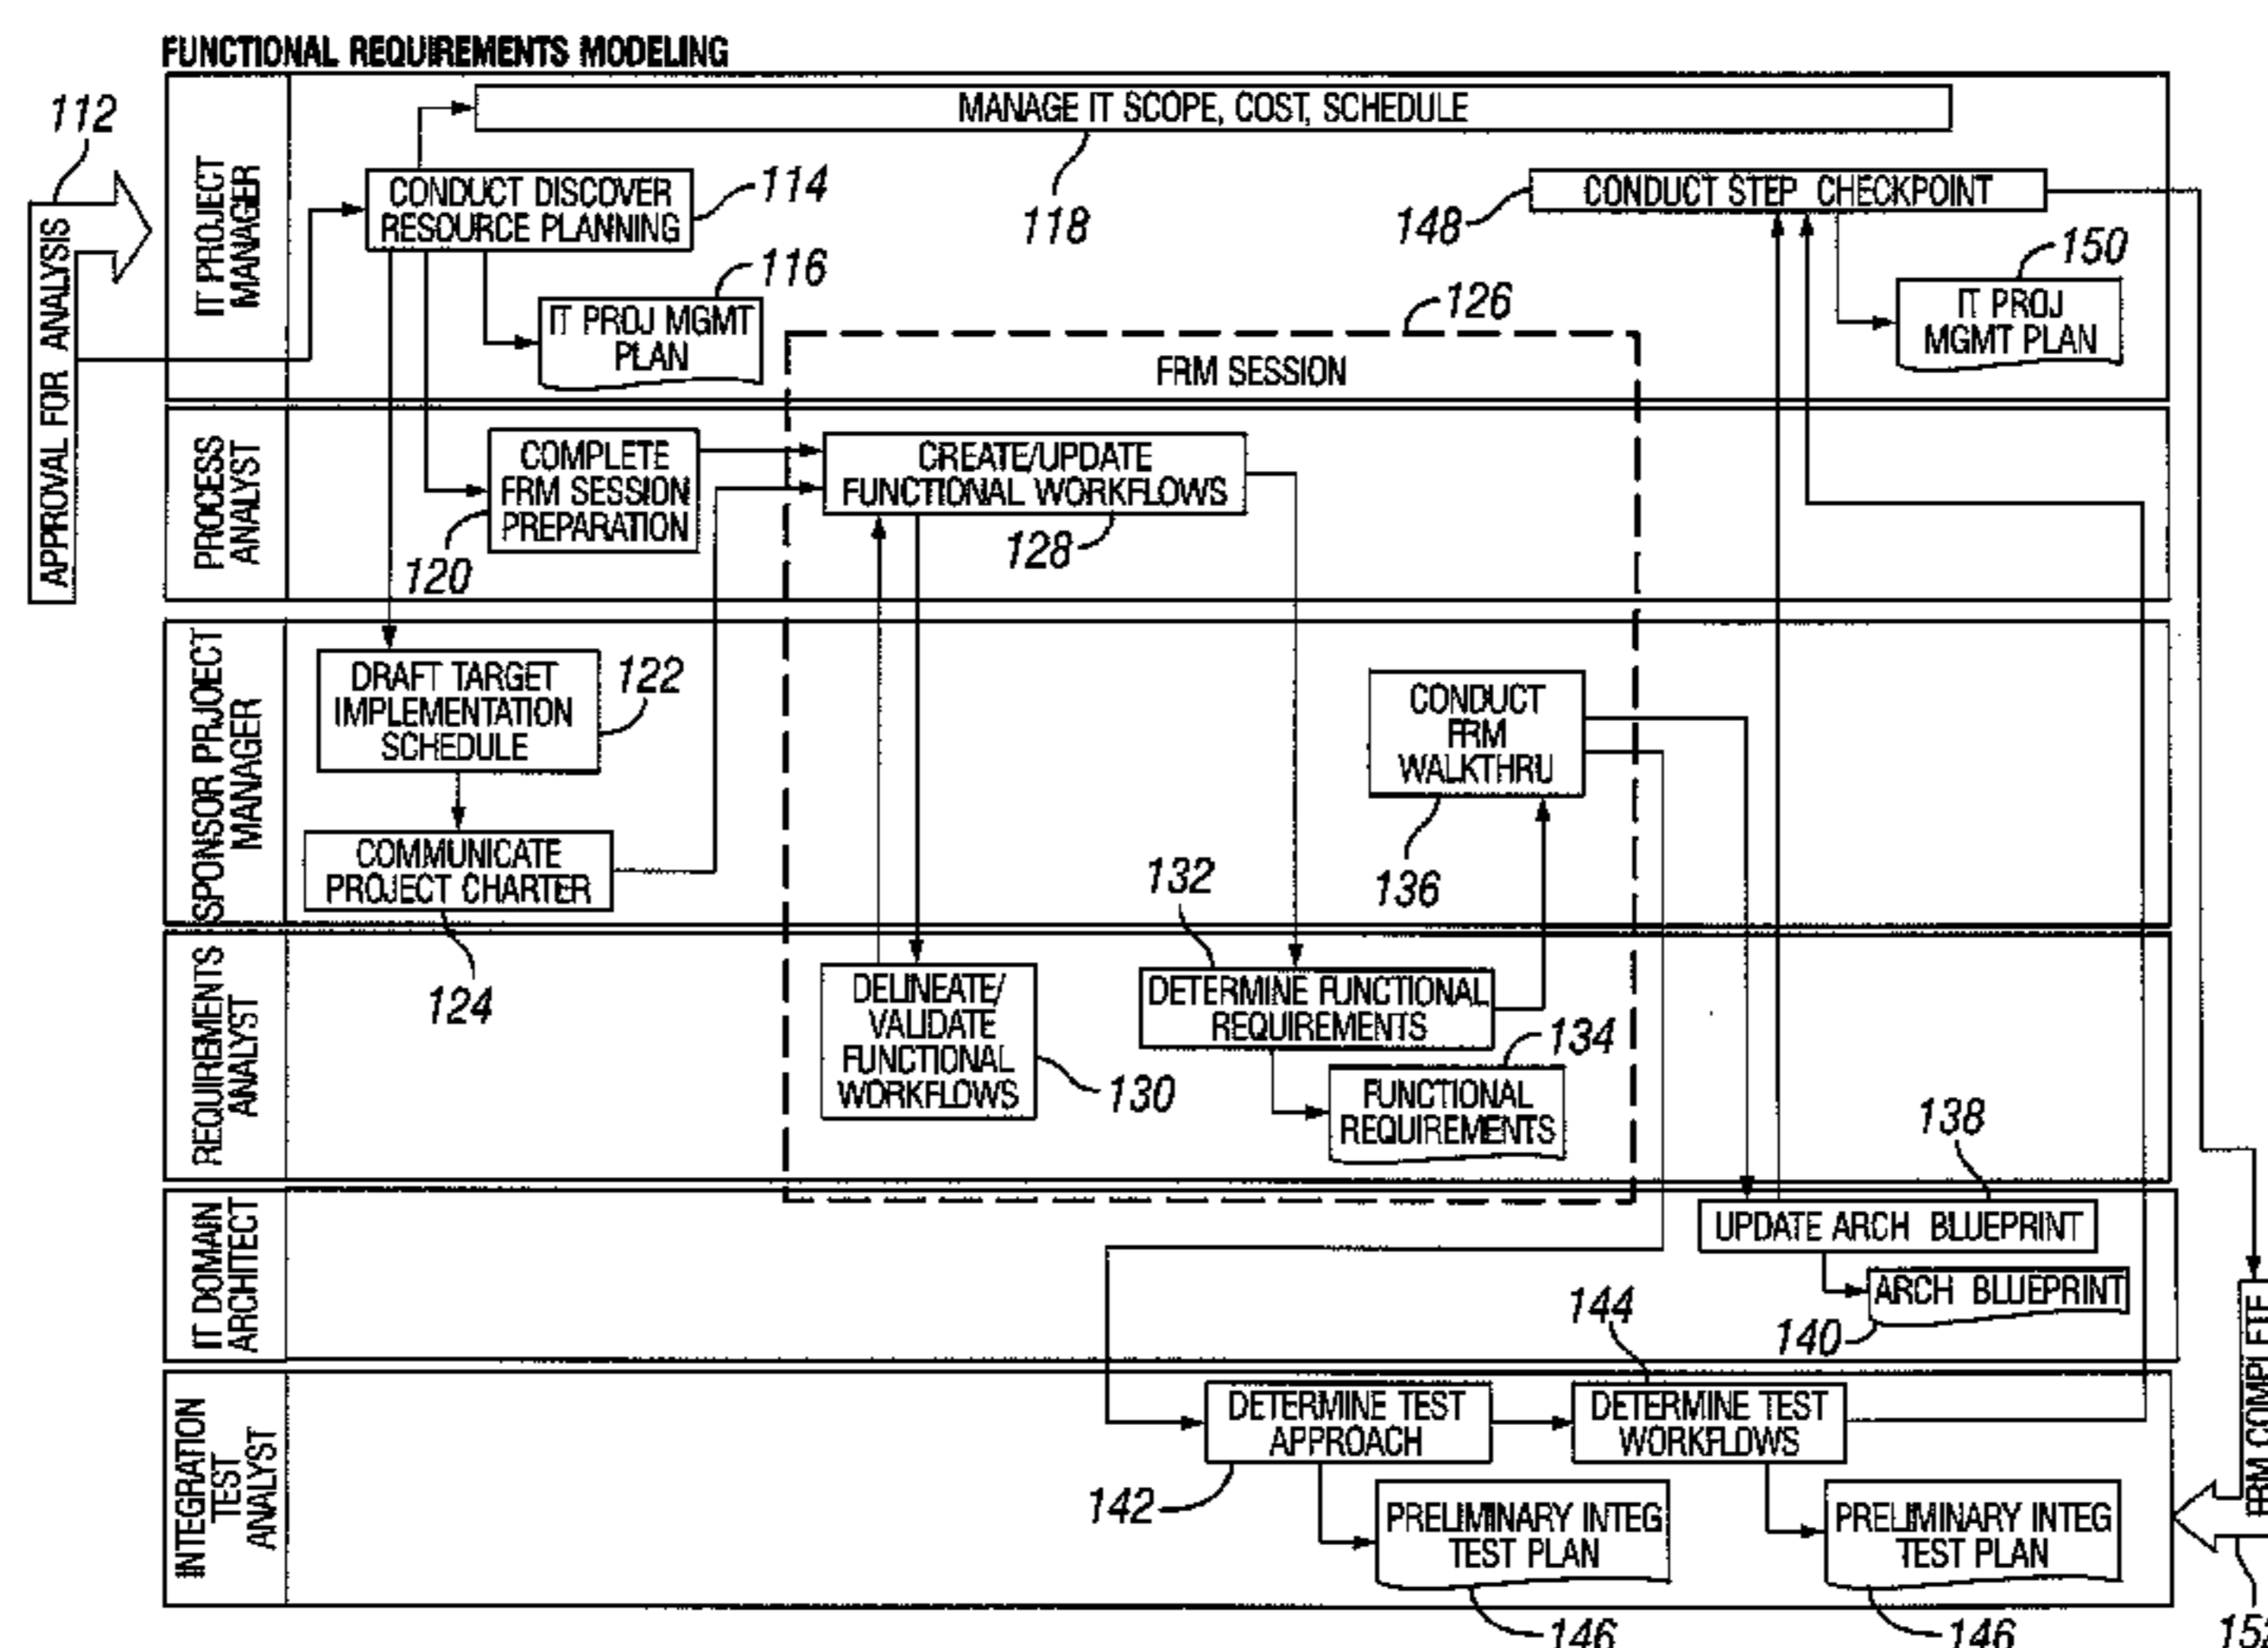 FUNCTIONAL REQUIREMENTS MODELING
112
APPROVAL FOR ANALYSIS
IT PROJECT
MANAGER
MANAGE IT SCOPE, COST, SCHEDULE
118
CONDUCT DISCOVER
RESOURCE PLANNING
114
116
IT PROJ MGMT
PLAN
148
CONDUCT STEP CHECKPOINT
150
IT PROJ
MGMT PLAN
126
FRM SESSION
PROCESS
ANALYST
COMPLETE
FRM SESSION
PREPARATION
120
CREATE/UPDATE
FUNCTIONAL WORKFLOWS
128
SPONSOR PRJOECT
MANAGER
DRAFT TARGET
IMPLEMENTATION
SCHEDULE
122
COMMUNICATE
PROJECT CHARTER
124
CONDUCT
FRM
WALKTHRU
136
REQUIREMENTS
ANALYST
DELINEATE/
VALIDATE
FUNCTIONAL
WORKFLOWS
130
132
DETERMINE FUNCTIONAL
REQUIREMENTS
134
FUNCTIONAL
REQUIREMENTS
IT DOMAIN
ARCHITECT
138
UPDATE ARCH BLUEPRINT
ARCH BLUEPRINT
140
INTEGRATION
TEST
ANALYST
DETERMINE TEST
APPROACH
142
144
DETERMINE TEST
WORKFLOWS
PRELIMINARY INTEG
TEST PLAN
146
PRELIMINARY INTEG
TEST PLAN
146
FRM COMPLETE